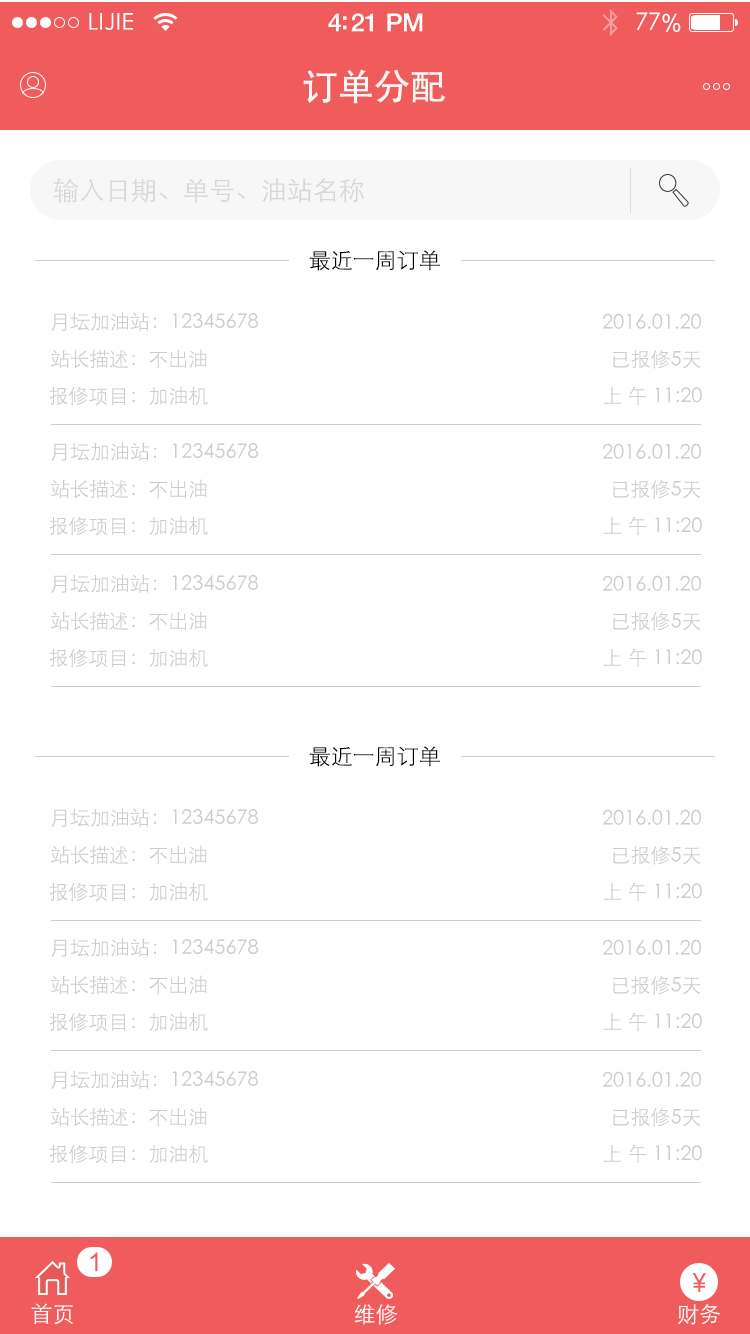 LIJIE 4:21 PM 77%
订单分配
输入日期、单号、油站名称
最近一周订单
月坛加油站：12345678 2016.01.20
站长描述：不出油 已报修5天
报修项目：加油机 上 午 11:20
月坛加油站：12345678 2016.01.20
站长描述：不出油 已报修5天
报修项目：加油机 上 午 11:20
月坛加油站：12345678 2016.01.20
站长描述：不出油 已报修5天
报修项目：加油机 上 午 11:20
最近一周订单
月坛加油站：12345678 2016.01.20
站长描述：不出油 已报修5天
报修项目：加油机 上 午 11:20
月坛加油站：12345678 2016.01.20
站长描述：不出油 已报修5天
报修项目：加油机 上 午 11:20
月坛加油站：12345678 2016.01.20
站长描述：不出油 已报修5天
报修项目：加油机 上 午 11:20
1 ¥
首页 维修 财务